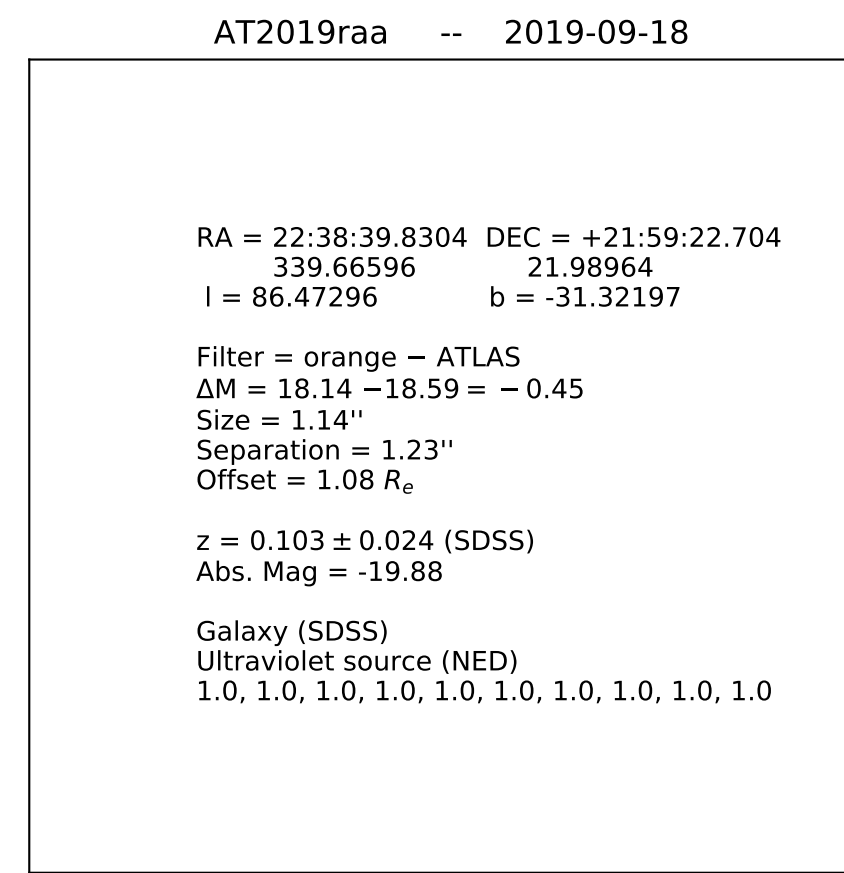 AT2019raa -- 2019-09-18
RA = 22:38:39.8304 DEC = +21:59:22.704
339.66596 21.98964
l = 86.47296 b = -31.32197
Filter = orange − ATLAS
ΔM = 18.14 −18.59 = −0.45
Size = 1.14''
Separation = 1.23''
Offset = 1.08 Rₑ
z = 0.103 ± 0.024 (SDSS)
Abs. Mag = -19.88
Galaxy (SDSS)
Ultraviolet source (NED)
1.0, 1.0, 1.0, 1.0, 1.0, 1.0, 1.0, 1.0, 1.0, 1.0